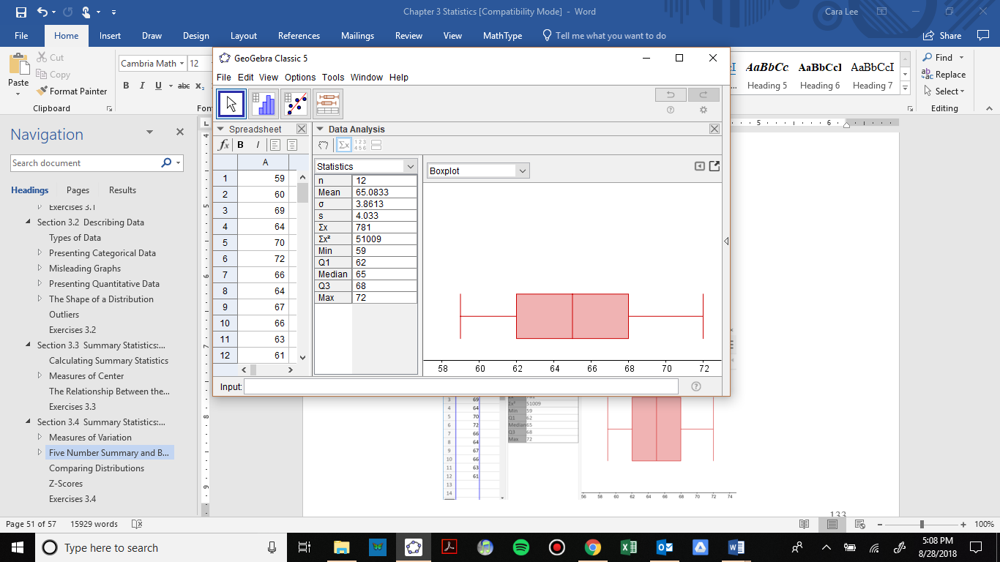 Chapter 3 Statistics [Compatibility Mode] - Word
Cara Lee
File Home Insert Draw Design Layout References Mailings Review View MathType Tell me what you want to do Share
Paste
Cut
Copy
Format Painter
Clipboard
Cambria Math 12
B I U abc x₂
AaBbCc AaBbCcI AaBbCcI
Heading 5 Heading 6 Heading 7
Find
Replace
Select
Editing
Navigation
Search document
Headings Pages Results
Exercises 3.1
Section 3.2 Describing Data
Types of Data
Presenting Categorical Data
Misleading Graphs
Presenting Quantitative Data
The Shape of a Distribution
Outliers
Exercises 3.2
Section 3.3 Summary Statistics:...
Calculating Summary Statistics
Measures of Center
The Relationship Between the...
Exercises 3.3
Section 3.4 Summary Statistics:...
Measures of Variation
Five Number Summary and B...
Comparing Distributions
Z-Scores
Exercises 3.4
GeoGebra Classic 5
File Edit View Options Tools Window Help
Spreadsheet
Data Analysis
fx B I
Σx 123 456
A
1 59
2 60
3 69
4 64
5 70
6 72
7 66
8 64
9 67
10 66
11 63
12 61
Statistics
n 12
Mean 65.0833
σ 3.8613
s 4.033
Σx 781
Σx² 51009
Min 59
Q1 62
Median 65
Q3 68
Max 72
Boxplot
58 60 62 64 66 68 70 72
Input:
3 69
4 64
5 70
6 72
7 66
8 64
9 67
10 66
11 63
12 61
13
14
Σx² 51009
Min 59
Q1 62
Median 65
Q3 68
Max 72
56 58 60 62 64 66 68 70 72 74
133
Page 51 of 57 15929 words
100%
Type here to search
5:08 PM
8/28/2018